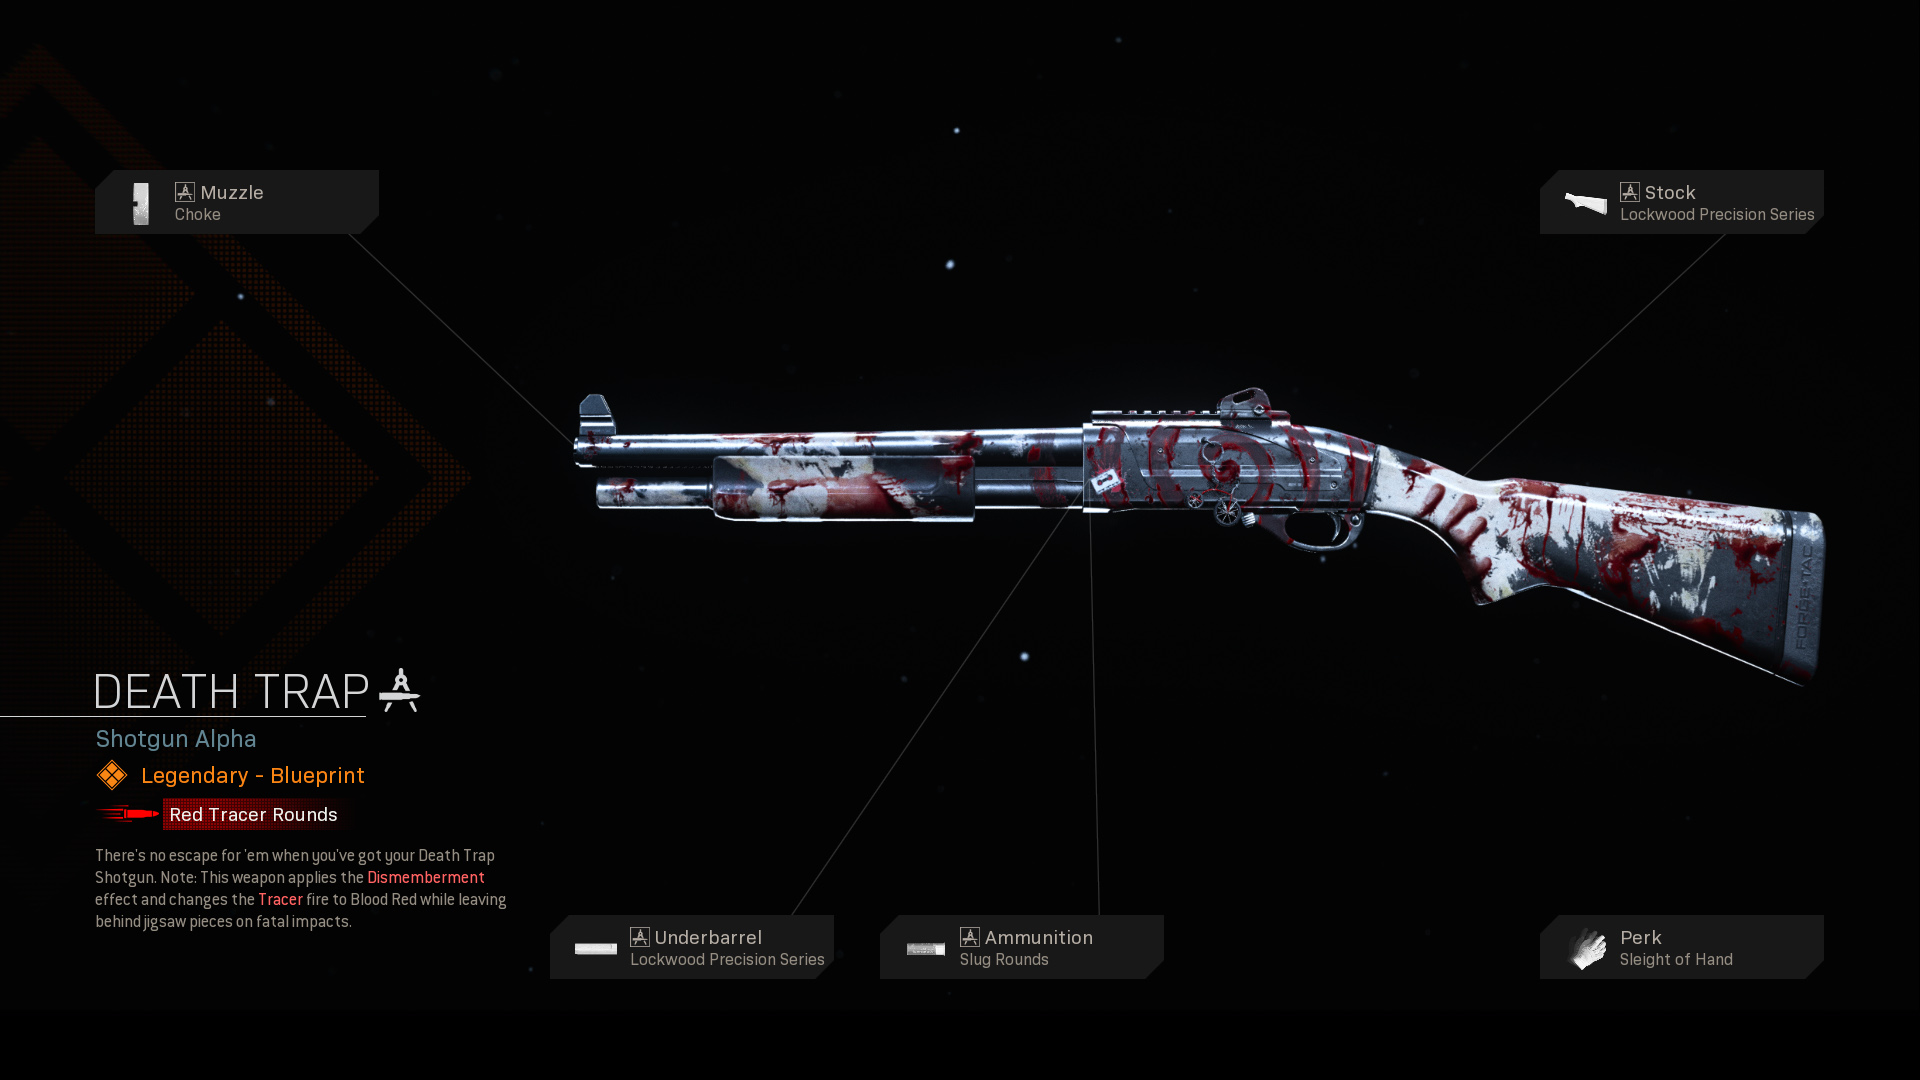 Muzzle
Choke
Stock
Lockwood Precision Series
FORGE TAC
DEATH TRAP
Shotgun Alpha
Legendary - Blueprint
Red Tracer Rounds
There's no escape for 'em when you've got your Death Trap
Shotgun. Note: This weapon applies the Dismemberment
effect and changes the Tracer fire to Blood Red while leaving
behind jigsaw pieces on fatal impacts.
Underbarrel
Lockwood Precision Series
Ammunition
Slug Rounds
Perk
Sleight of Hand